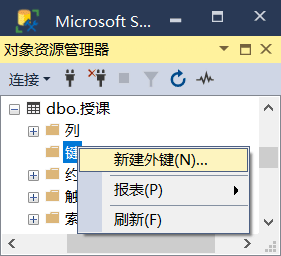 Microsoft S...
对象资源管理器
连接
dbo.授课
列
键
新建外键(N)...
约
报表(P)
触
刷新(F)
索